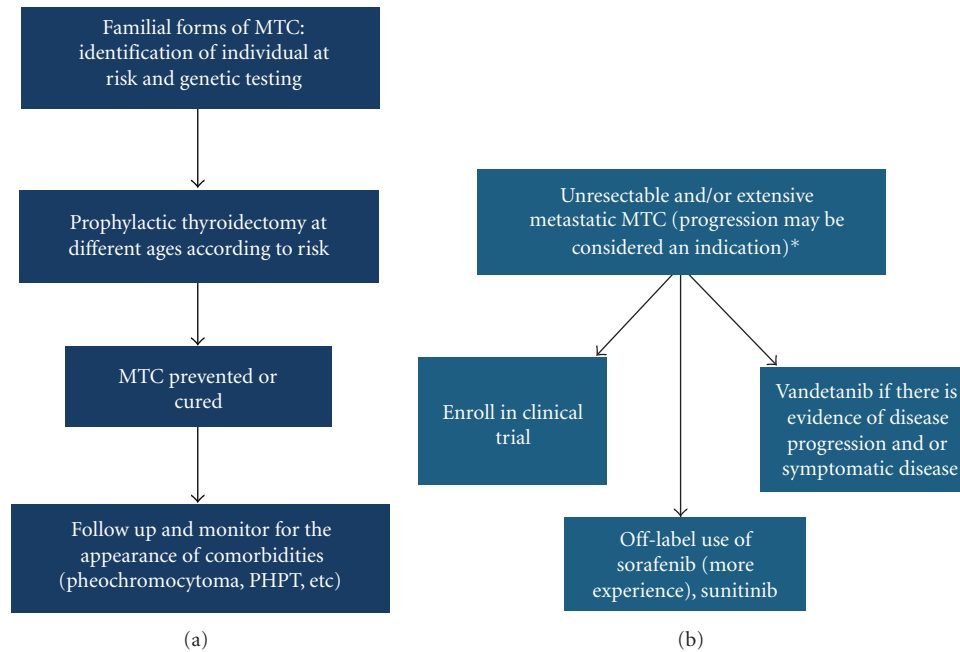 Familial forms of MTC:
identification of individual at
risk and genetic testing
Prophylactic thyroidectomy at
different ages according to risk
MTC prevented or
cured
Follow up and monitor for the
appearance of comorbidities
(pheochromocytoma, PHPT, etc)
(a)
Unresectable and/or extensive
metastatic MTC (progression may be
considered an indication)*
Enroll in clinical
trial
Vandetanib if there is
evidence of disease
progression and or
symptomatic disease
Off-label use of
sorafenib (more
experience), sunitinib
(b)